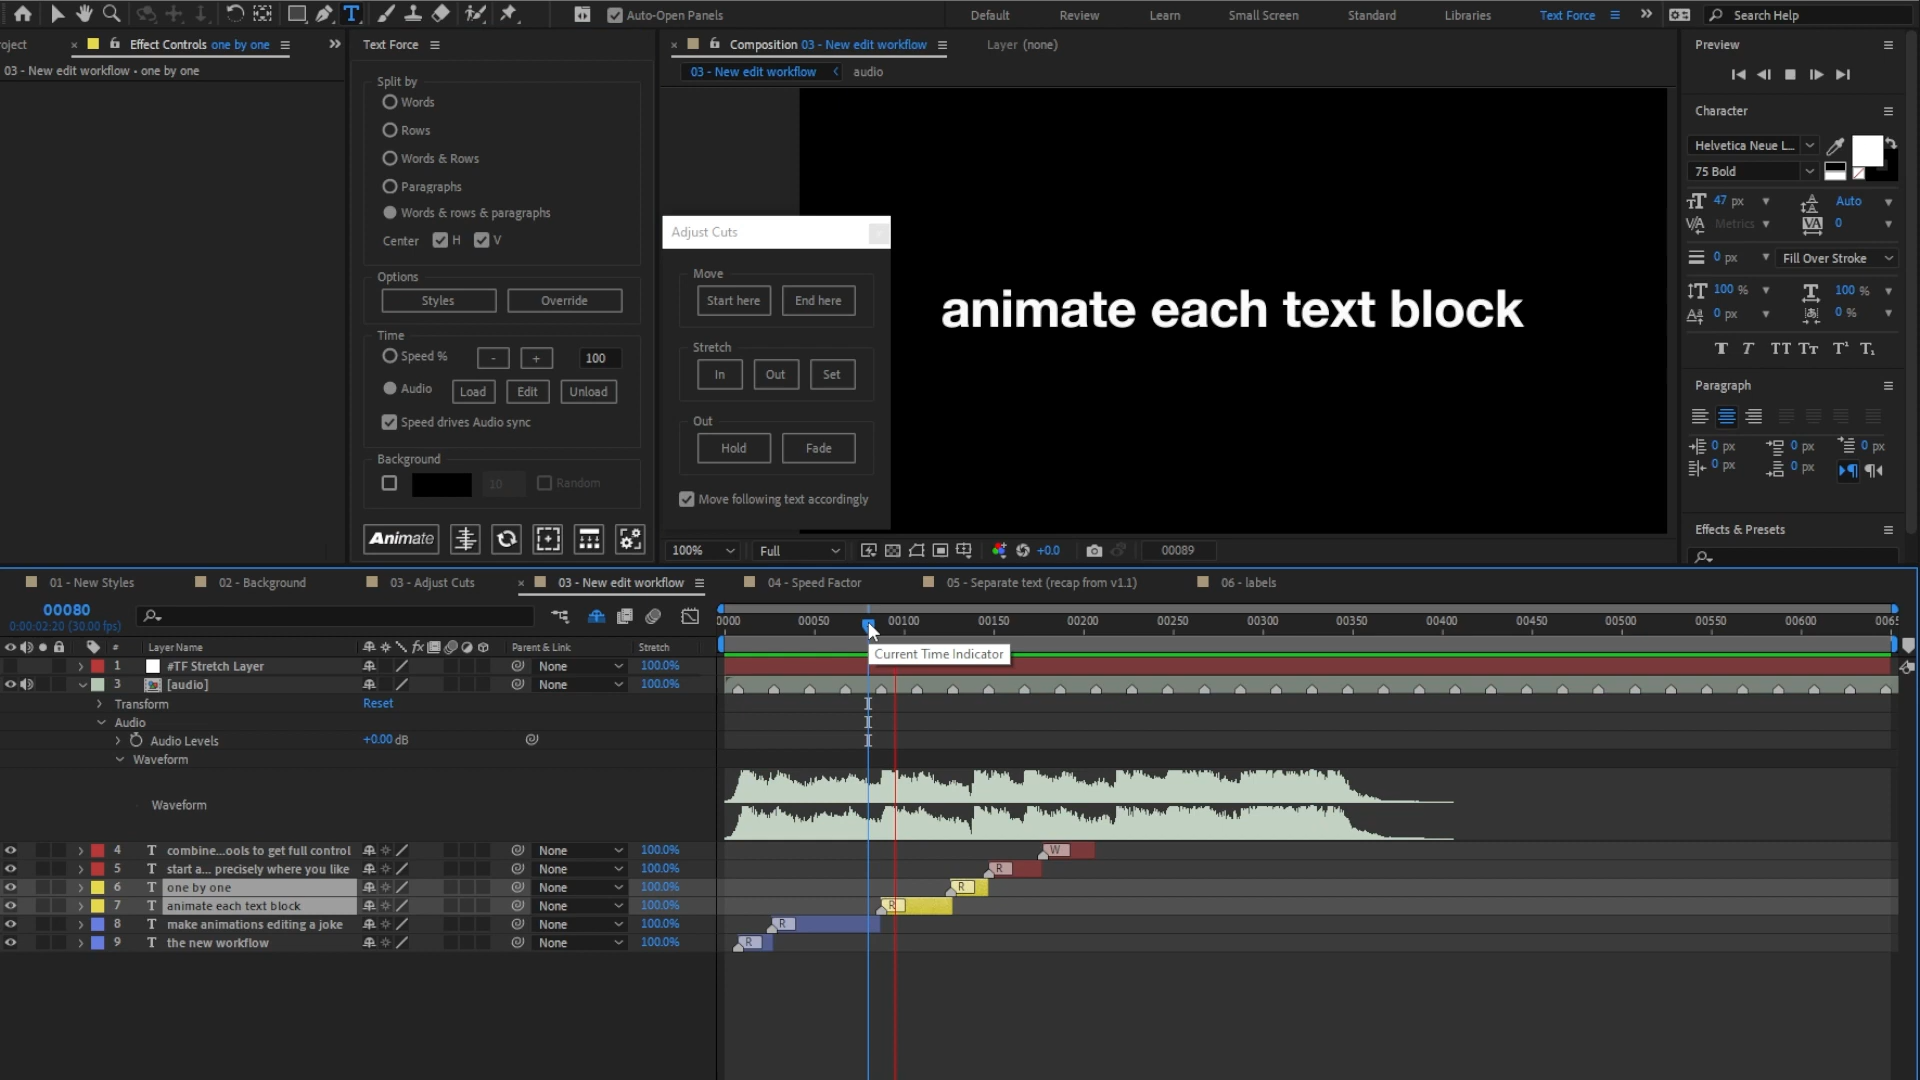 Auto-Open Panels
Default Review Learn Small Screen Standard Libraries Text Force Search Help
oject Effect Controls one by one
03 - New edit workflow • one by one
Text Force
Split by
Words
Rows
Words & Rows
Paragraphs
Words & rows & paragraphs
Center H V
Options
Styles Override
Time
Speed % - + 100
Audio Load Edit Unload
Speed drives Audio sync
Background
10 Random
Animate
Composition 03 - New edit workflow Layer (none)
03 - New edit workflow audio
Adjust Cuts
Move
Start here End here
Stretch
In Out Set
Out
Hold Fade
Move following text accordingly
animate each text block
100% Full +0.0 00089
Preview
Character
Helvetica Neue L...
75 Bold
47 px Auto
Metrics 0
0 px Fill Over Stroke
100 % 100 %
0 px 0 %
Paragraph
0 px 0 px 0 px
0 px 0 px
Effects & Presets
01 - New Styles 02 - Background 03 - Adjust Cuts 03 - New edit workflow 04 - Speed Factor 05 - Separate text (recap from v1.1) 06 - labels
00080
0:00:02:20 (30.00 fps)
0000 00050 00100 00150 00200 00250 00300 00350 00400 00450 00500 00550 00600 0065
# Layer Name Parent & Link Stretch
Current Time Indicator
1 #TF Stretch Layer None 100.0%
3 [audio] None 100.0%
Transform Reset
Audio
Audio Levels +0.00 dB
Waveform
Waveform
4 T combine...ools to get full control None 100.0% W
5 T start a... precisely where you like None 100.0% R
6 T one by one None 100.0% R
7 T animate each text block None 100.0% R
8 T make animations editing a joke None 100.0% R
9 T the new workflow None 100.0% R